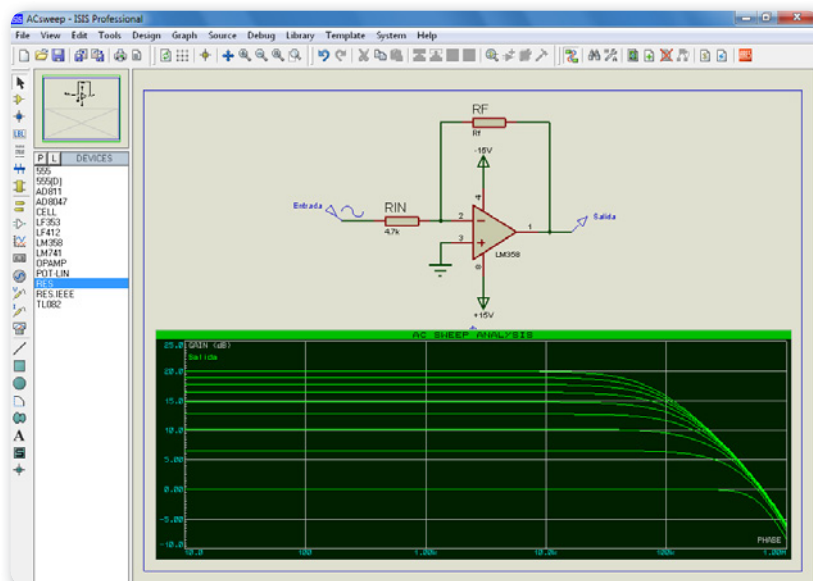 ACsweep - ISIS Professional
File View Edit Tools Design Graph Source Debug Library Template System Help
P L DEVICES
555
555(D)
AD811
AD8047
CELL
LF353
LF412
LM358
LM741
OPAMP
POT-LIN
RES
RES.IEEE
TL082
LBL
A
RF
Rf
-15V
4
Entrada
RIN
4.7k
2
3
1
8
LM358
Salida
+15V
AC SWEEP ANALYSIS
25.0
GAIN (dB)
Salida
20.0
15.0
10.0
5.00
0.00
-5.00
-10.0
PHASE
10.0 100 1.00k 10.0k 100k 1.00M